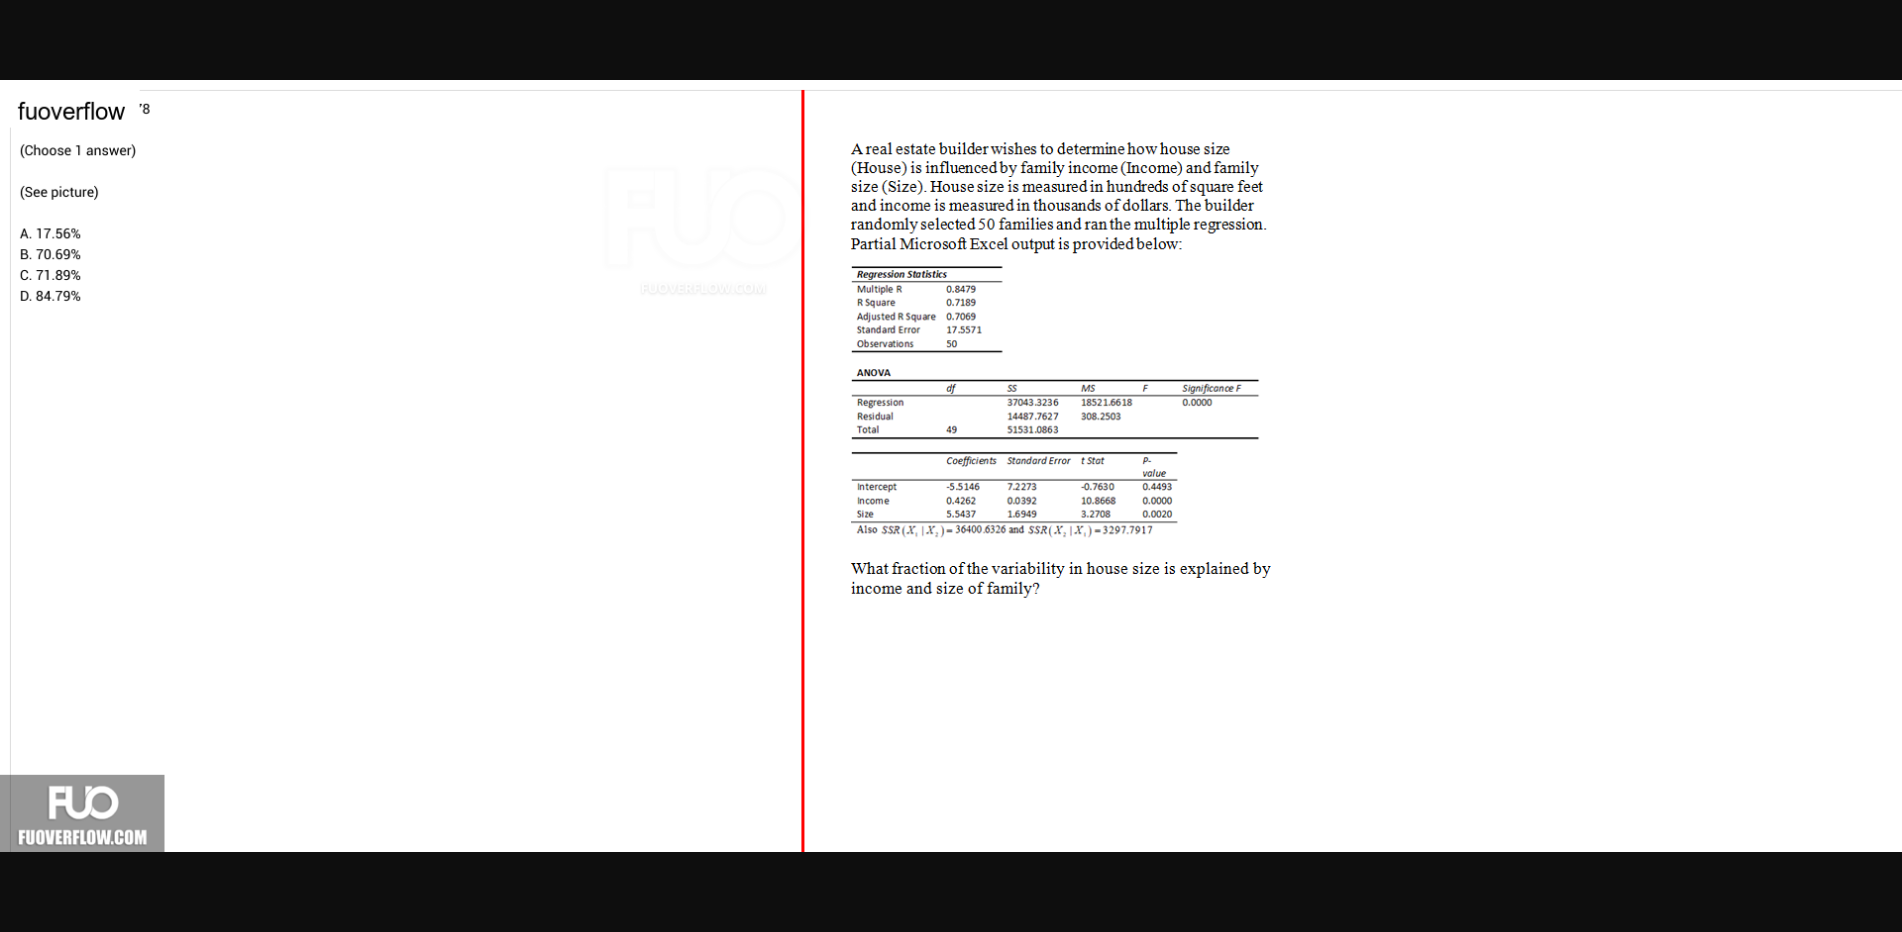 fuoverflow '8
(Choose 1 answer)
(See picture)
A. 17.56%
B. 70.69%
C. 71.89%
D. 84.79%
FUO
FUOVERFLOW.COM
A real estate builder wishes to determine how house size
(House) is influenced by family income (Income) and family
size (Size). House size is measured in hundreds of square feet
and income is measured in thousands of dollars. The builder
randomly selected 50 families and ran the multiple regression.
Partial Microsoft Excel output is provided below:
Regression Statistics
Multiple R 0.8479
R Square 0.7189
Adjusted R Square 0.7069
Standard Error 17.5571
Observations 50
ANOVA
df SS MS F Significance F
Regression 37043.3236 18521.6618 0.0000
Residual 14487.7627 308.2503
Total 49 51531.0863
Coefficients Standard Error t Stat P-
value
Intercept -5.5146 7.2273 -0.7630 0.4493
Income 0.4262 0.0392 10.8668 0.0000
Size 5.5437 1.6949 3.2708 0.0020
Also SSR(X₁ | X₂) = 36400.6326 and SSR(X₂ | X₁) = 3297.7917
What fraction of the variability in house size is explained by
income and size of family?
FUO
FUOVERFLOW.COM